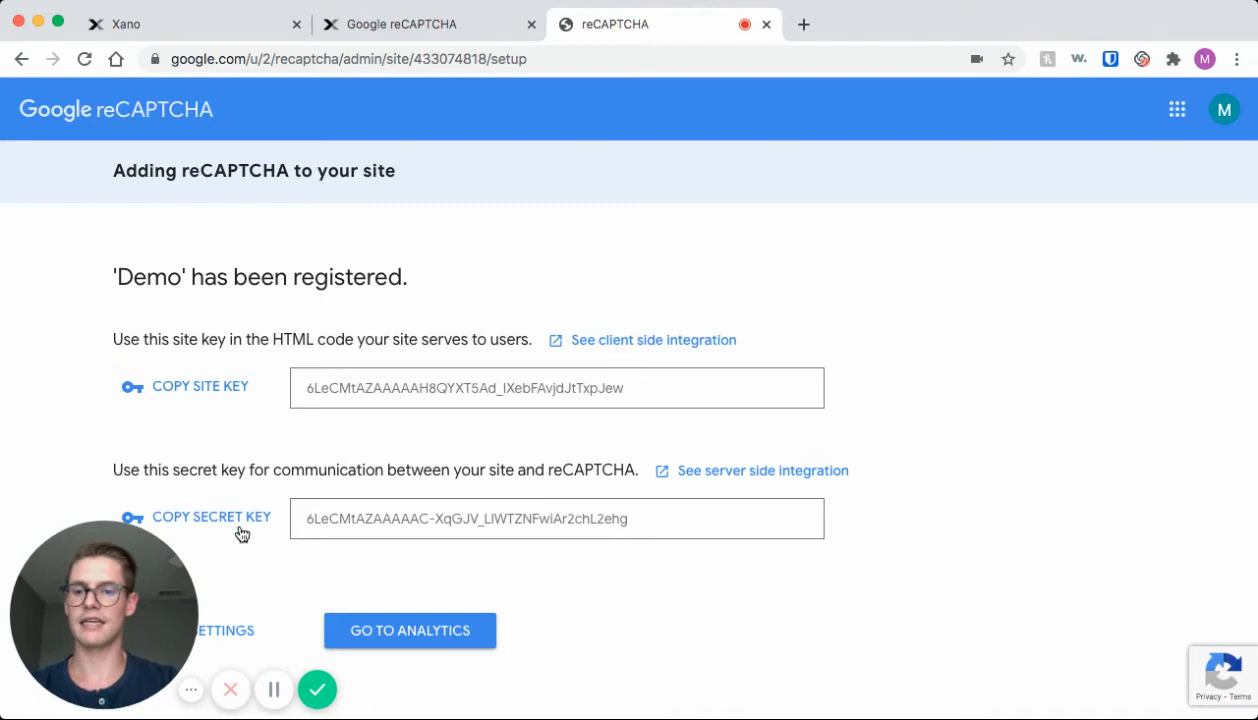 Xano
Google reCAPTCHA
reCAPTCHA
google.com/u/2/recaptcha/admin/site/433074818/setup
w.
M
Google reCAPTCHA
M
Adding reCAPTCHA to your site
'Demo' has been registered.
Use this site key in the HTML code your site serves to users.
See client side integration
COPY SITE KEY
6LeCMtAZAAAAAH8QYXT5Ad_IXebFAvjdJtTxpJew
Use this secret key for communication between your site and reCAPTCHA.
See server side integration
COPY SECRET KEY
6LeCMtAZAAAAAC-XqGJV_LIWTZNFwiAr2chL2ehg
ETTINGS
GO TO ANALYTICS
Privacy - Terms